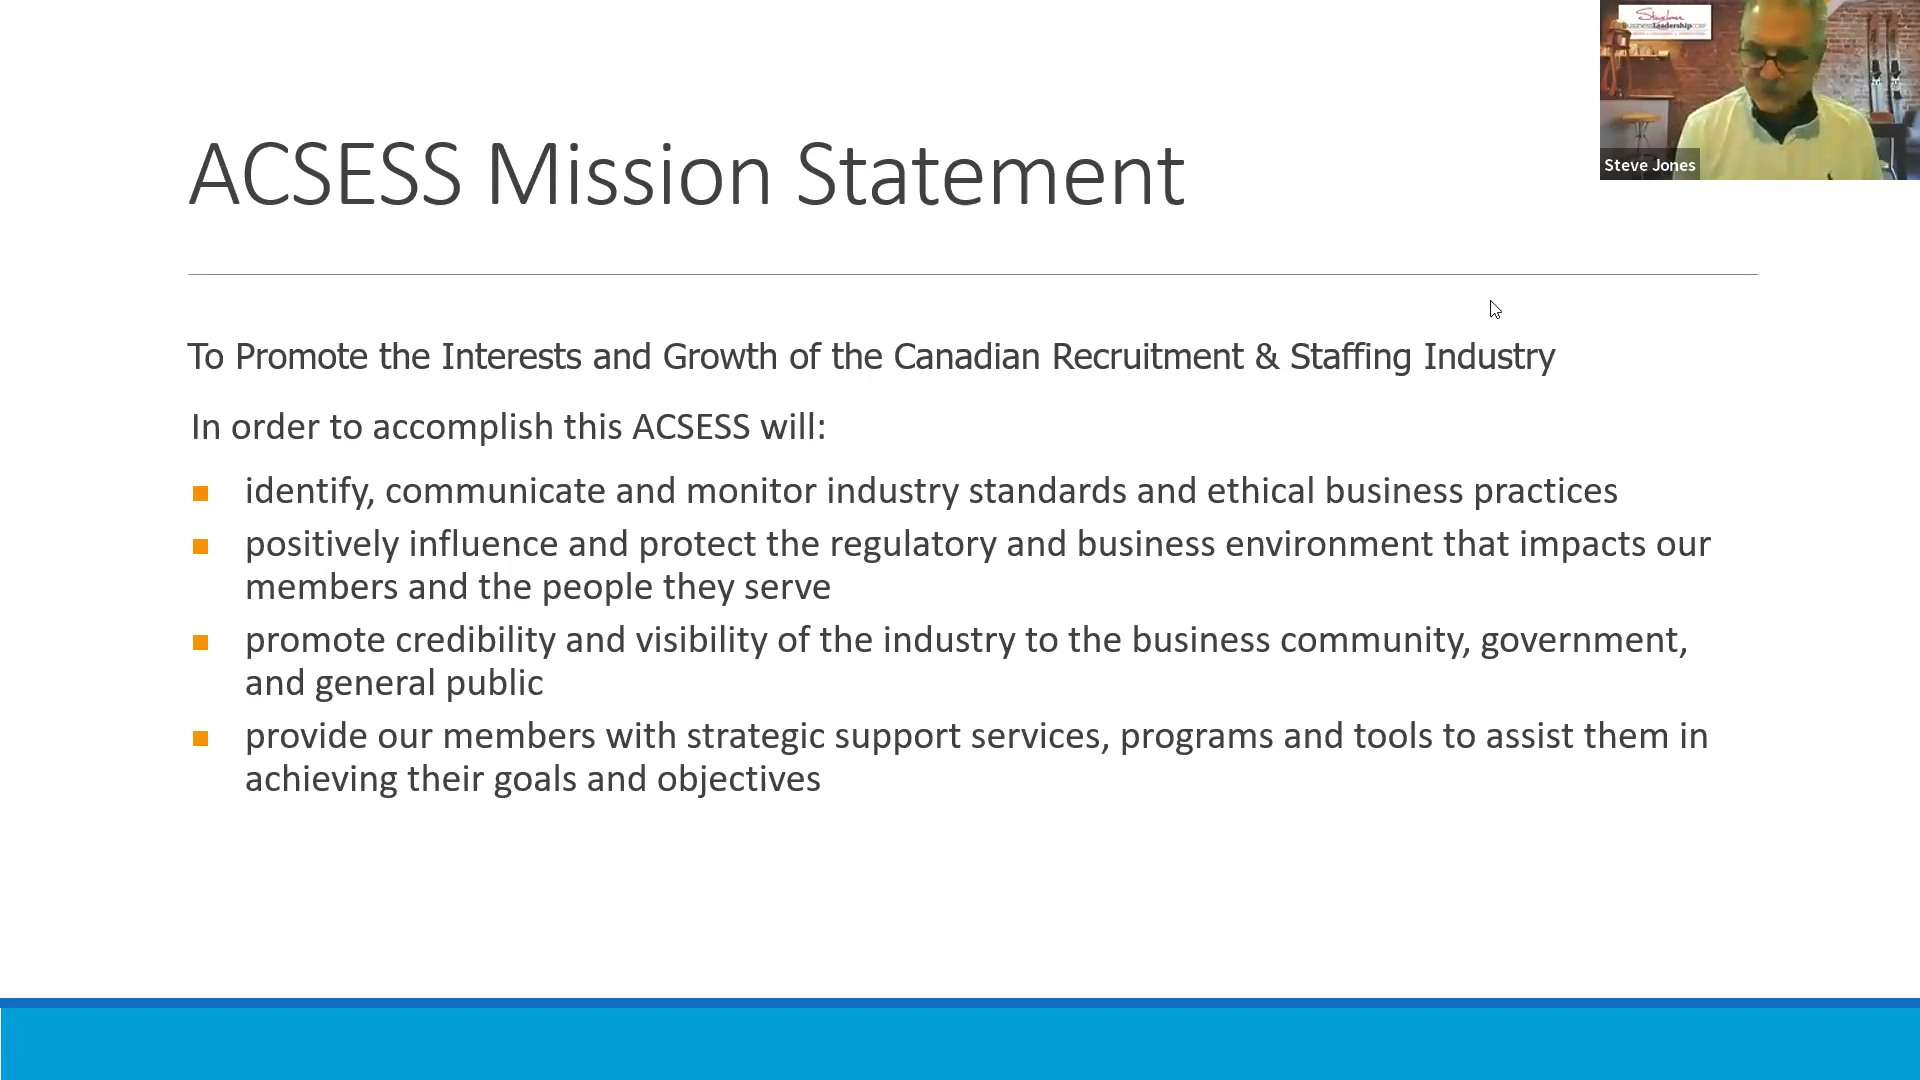 ACSESS Mission Statement
To Promote the Interests and Growth of the Canadian Recruitment & Staffing Industry
In order to accomplish this ACSESS will:
identify, communicate and monitor industry standards and ethical business practices
positively influence and protect the regulatory and business environment that impacts our
members and the people they serve
promote credibility and visibility of the industry to the business community, government,
and general public
provide our members with strategic support services, programs and tools to assist them in
achieving their goals and objectives
Leadership
Steve Jones